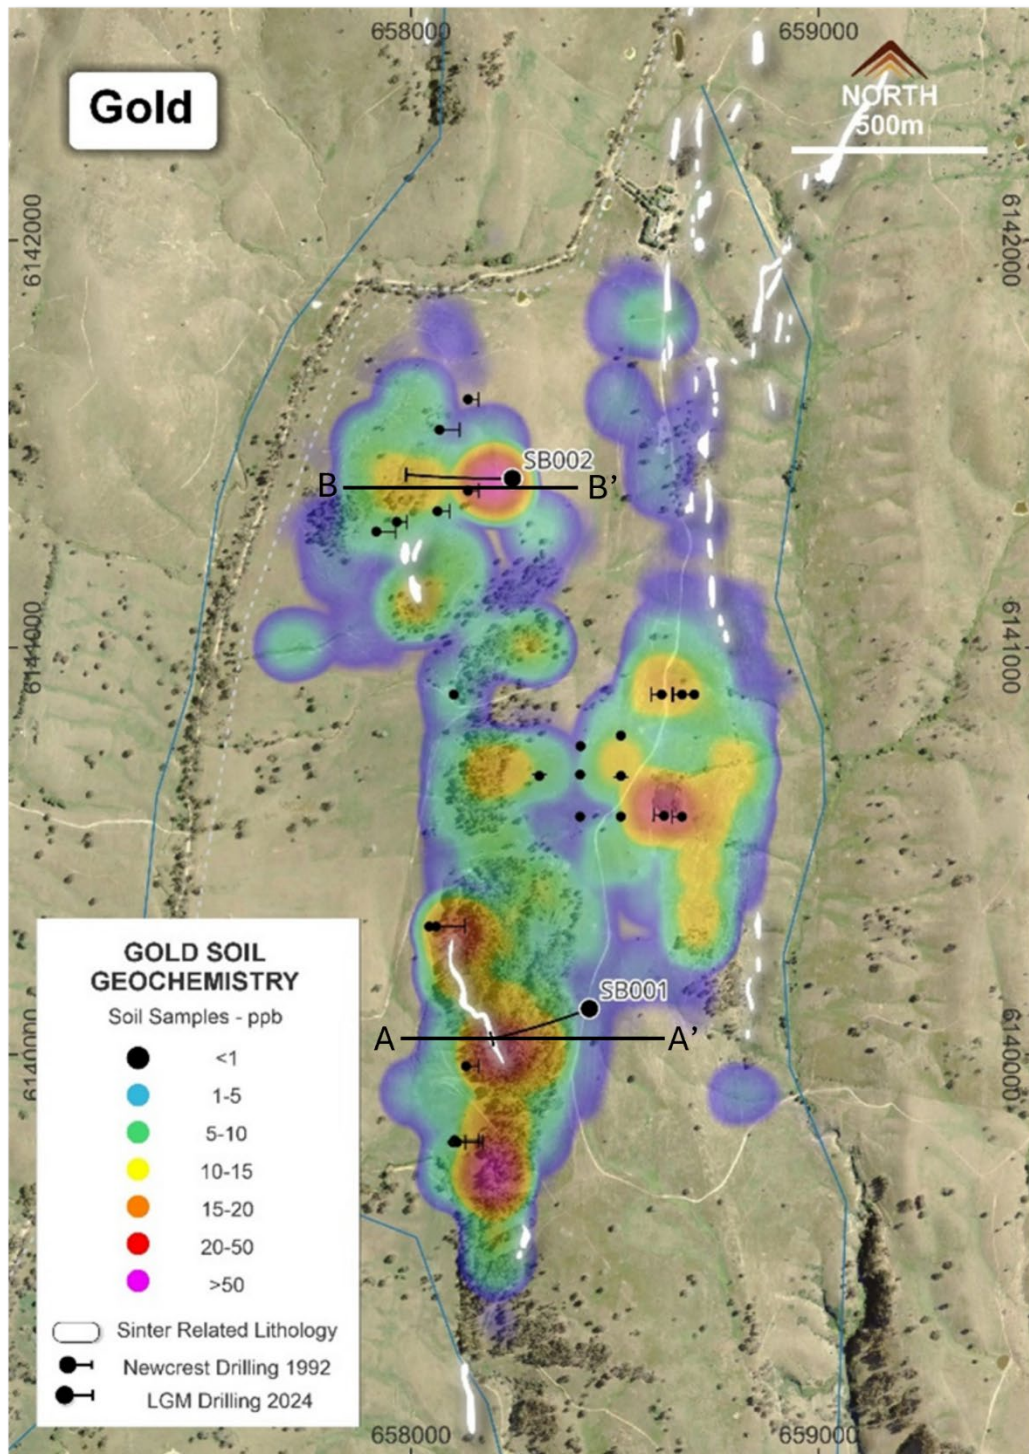 658000
659000
Gold
NORTH
500m
6142000
6142000
SB002
B
B’
6141000
6141000
SB001
A
A’
6140000
6140000
GOLD SOIL
GEOCHEMISTRY
Soil Samples - ppb
<1
1-5
5-10
10-15
15-20
20-50
>50
Sinter Related Lithology
Newcrest Drilling 1992
LGM Drilling 2024
658000
659000